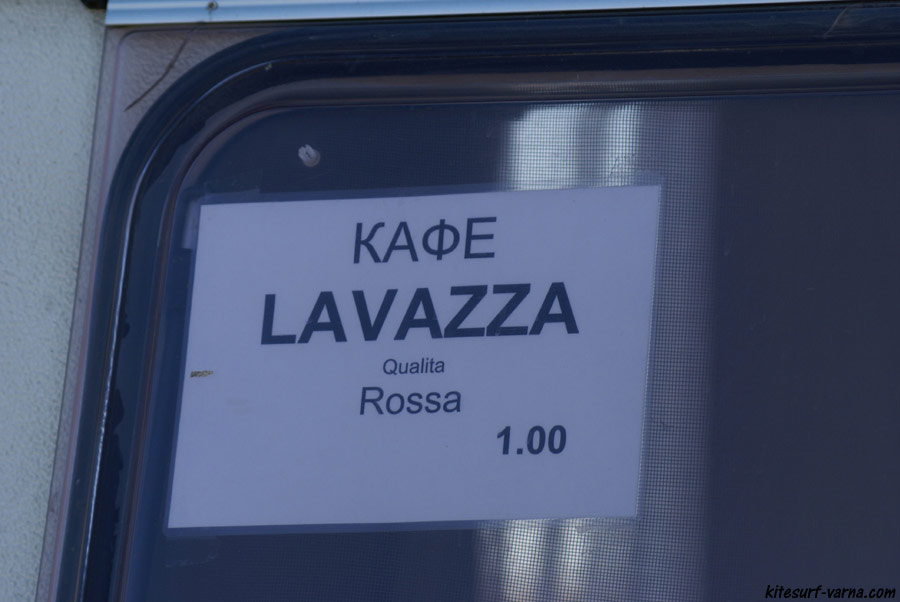 КАФЕ
LAVAZZA
Qualita
Rossa
1.00
kitesurf-varna.com